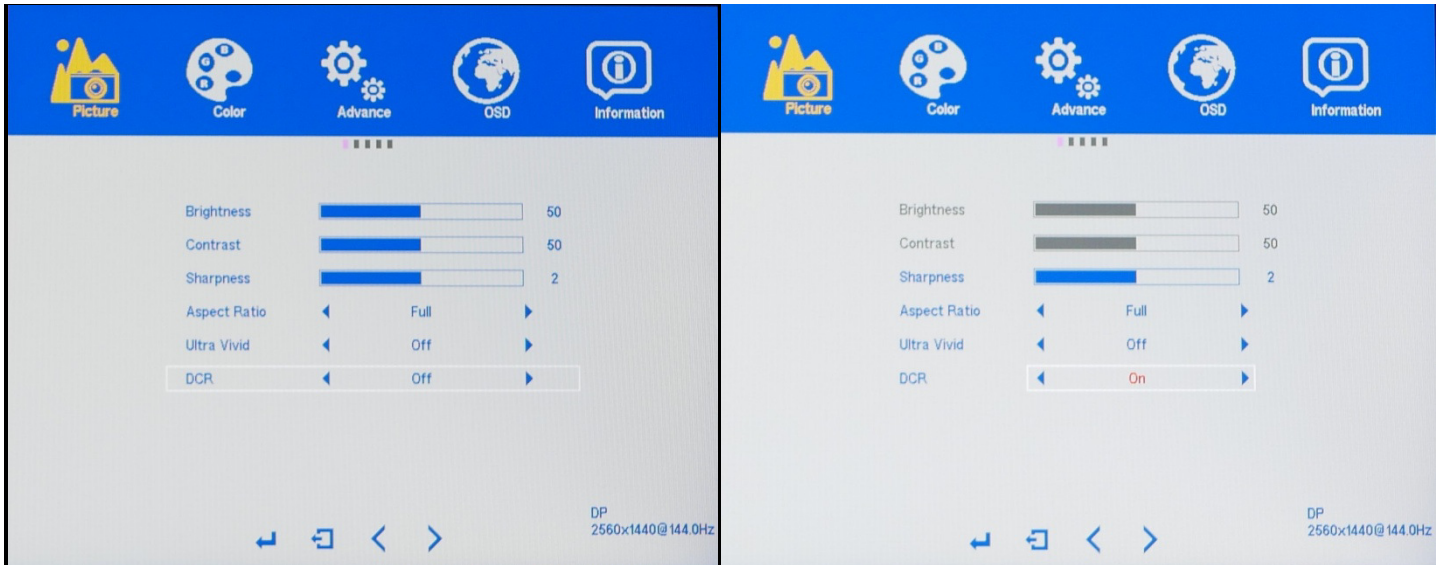 Picture Color Advance OSD Information
Brightness 50
Contrast 50
Sharpness 2
Aspect Ratio Full
Ultra Vivid Off
DCR Off
DP
2560x1440@144.0Hz
Picture Color Advance OSD Information
Brightness 50
Contrast 50
Sharpness 2
Aspect Ratio Full
Ultra Vivid Off
DCR On
DP
2560x1440@144.0Hz